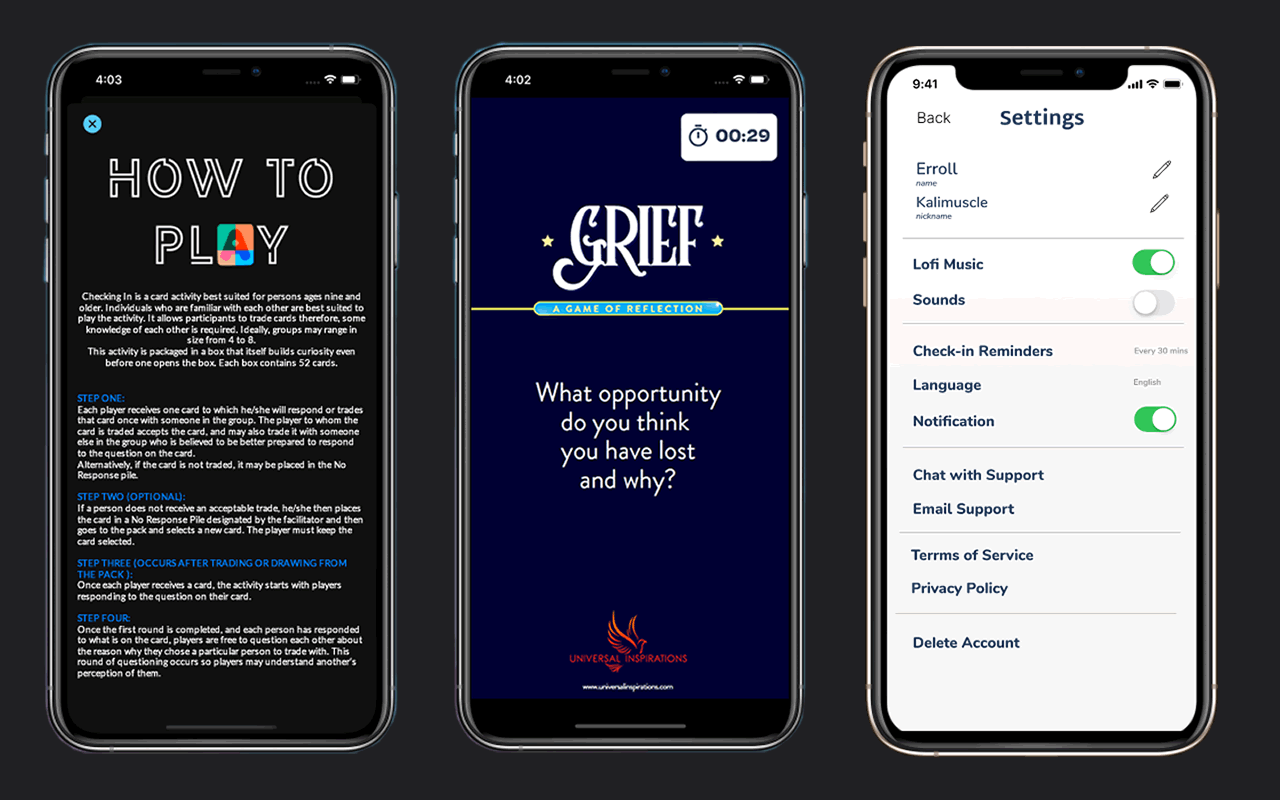 4:03
HOW TO
PLAY
Checking In is a card activity best suited for persons ages nine and
older. Individuals who are familiar with each other are best suited to
play the activity. It allows participants to trade cards therefore, some
knowledge of each other is required. Ideally, groups may range in
size from 4 to 8.
This activity is packaged in a box that itself builds curiosity even
before one opens the box. Each box contains 52 cards.
STEP ONE:
Each player receives one card to which he/she will respond or trades
that card once with someone in the group. The player to whom the
card is traded accepts the card, and may also trade it with someone
else in the group who is believed to be better prepared to respond
to the question on the card.
Alternatively, if the card is not traded, it may be placed in the No
Response pile.
STEP TWO (OPTIONAL):
If a person does not receive an acceptable trade, he/she then places
the card in a No Response Pile designated by the facilitator and then
goes to the pack and selects a new card. The player must keep the
card selected.
STEP THREE (OCCURS AFTER TRADING OR DRAWING FROM
THE PACK ):
Once each player receives a card, the activity starts with players
responding to the question on their card.
STEP FOUR:
Once the first round is completed, and each person has responded
to what is on the card, players are free to question each other about
the reason why they chose a particular person to trade with. This
round of questioning occurs so players may understand another's
perception of them.
4:02
00:29
GRIEF
A GAME OF REFLECTION
What opportunity
do you think
you have lost
and why?
UNIVERSAL INSPIRATIONS
www.universalinspirations.com
9:41
Back
Settings
Erroll
name
Kalimuscle
nickname
Lofi Music
Sounds
Check-in Reminders
Every 30 mins
Language
English
Notification
Chat with Support
Email Support
Terrms of Service
Privacy Policy
Delete Account